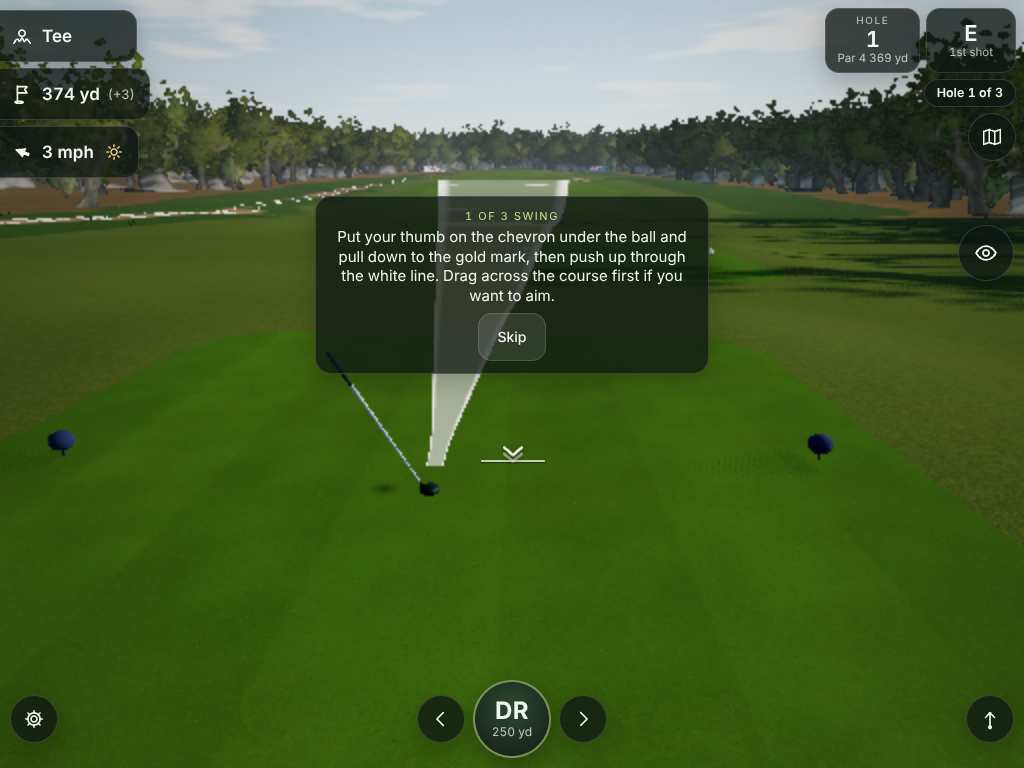 Tee
374 yd (+3)
3 mph
HOLE
1
Par 4 369 yd
E
1st shot
Hole 1 of 3
1 OF 3 SWING
Put your thumb on the chevron under the ball and
pull down to the gold mark, then push up through
the white line. Drag across the course first if you
want to aim.
Skip
DR
250 yd